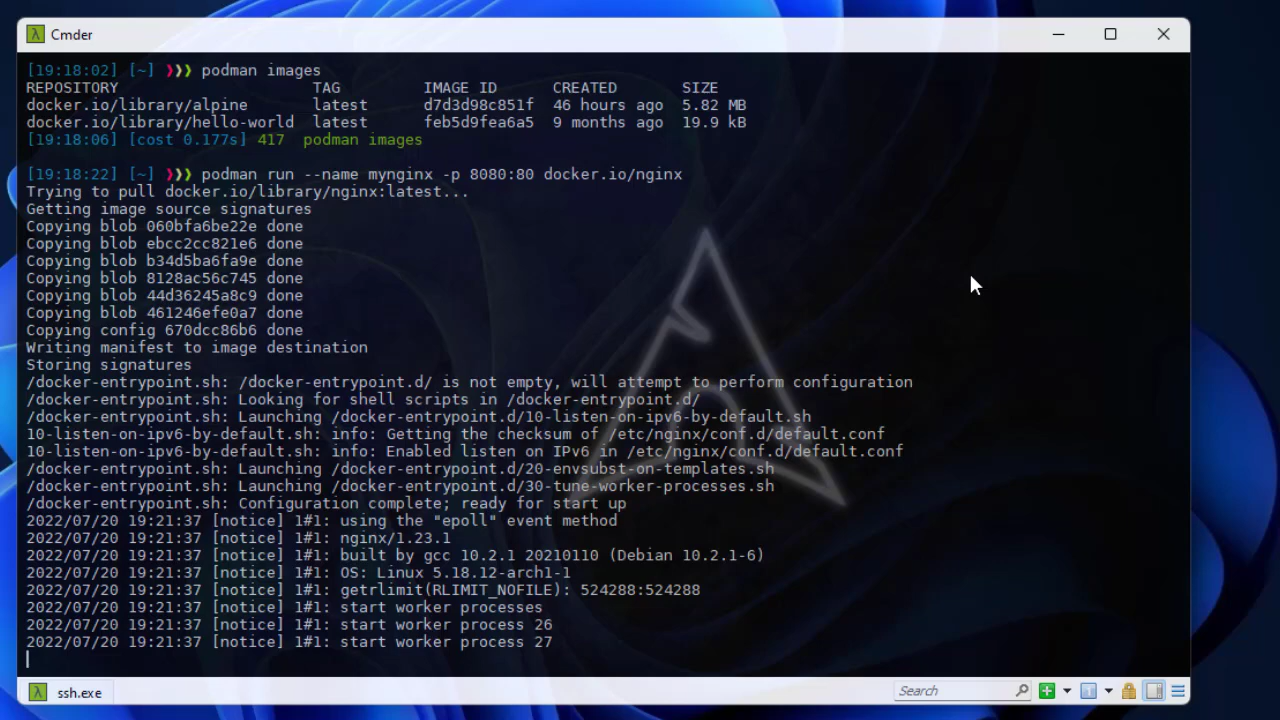 Cmder
[19:18:02] [~] ❯❯❯ podman images
REPOSITORY TAG IMAGE ID CREATED SIZE
docker.io/library/alpine latest d7d3d98c851f 46 hours ago 5.82 MB
docker.io/library/hello-world latest feb5d9fea6a5 9 months ago 19.9 kB
[19:18:06] [cost 0.177s] 417 podman images
[19:18:22] [~] ❯❯❯ podman run --name mynginx -p 8080:80 docker.io/nginx
Trying to pull docker.io/library/nginx:latest...
Getting image source signatures
Copying blob 060bfa6be22e done
Copying blob ebcc2cc821e6 done
Copying blob b34d5ba6fa9e done
Copying blob 8128ac56c745 done
Copying blob 44d36245a8c9 done
Copying blob 461246efe0a7 done
Copying config 670dcc86b6 done
Writing manifest to image destination
Storing signatures
/docker-entrypoint.sh: /docker-entrypoint.d/ is not empty, will attempt to perform configuration
/docker-entrypoint.sh: Looking for shell scripts in /docker-entrypoint.d/
/docker-entrypoint.sh: Launching /docker-entrypoint.d/10-listen-on-ipv6-by-default.sh
10-listen-on-ipv6-by-default.sh: info: Getting the checksum of /etc/nginx/conf.d/default.conf
10-listen-on-ipv6-by-default.sh: info: Enabled listen on IPv6 in /etc/nginx/conf.d/default.conf
/docker-entrypoint.sh: Launching /docker-entrypoint.d/20-envsubst-on-templates.sh
/docker-entrypoint.sh: Launching /docker-entrypoint.d/30-tune-worker-processes.sh
/docker-entrypoint.sh: Configuration complete; ready for start up
2022/07/20 19:21:37 [notice] 1#1: using the "epoll" event method
2022/07/20 19:21:37 [notice] 1#1: nginx/1.23.1
2022/07/20 19:21:37 [notice] 1#1: built by gcc 10.2.1 20210110 (Debian 10.2.1-6)
2022/07/20 19:21:37 [notice] 1#1: OS: Linux 5.18.12-arch1-1
2022/07/20 19:21:37 [notice] 1#1: getrlimit(RLIMIT_NOFILE): 524288:524288
2022/07/20 19:21:37 [notice] 1#1: start worker processes
2022/07/20 19:21:37 [notice] 1#1: start worker process 26
2022/07/20 19:21:37 [notice] 1#1: start worker process 27
ssh.exe
Search